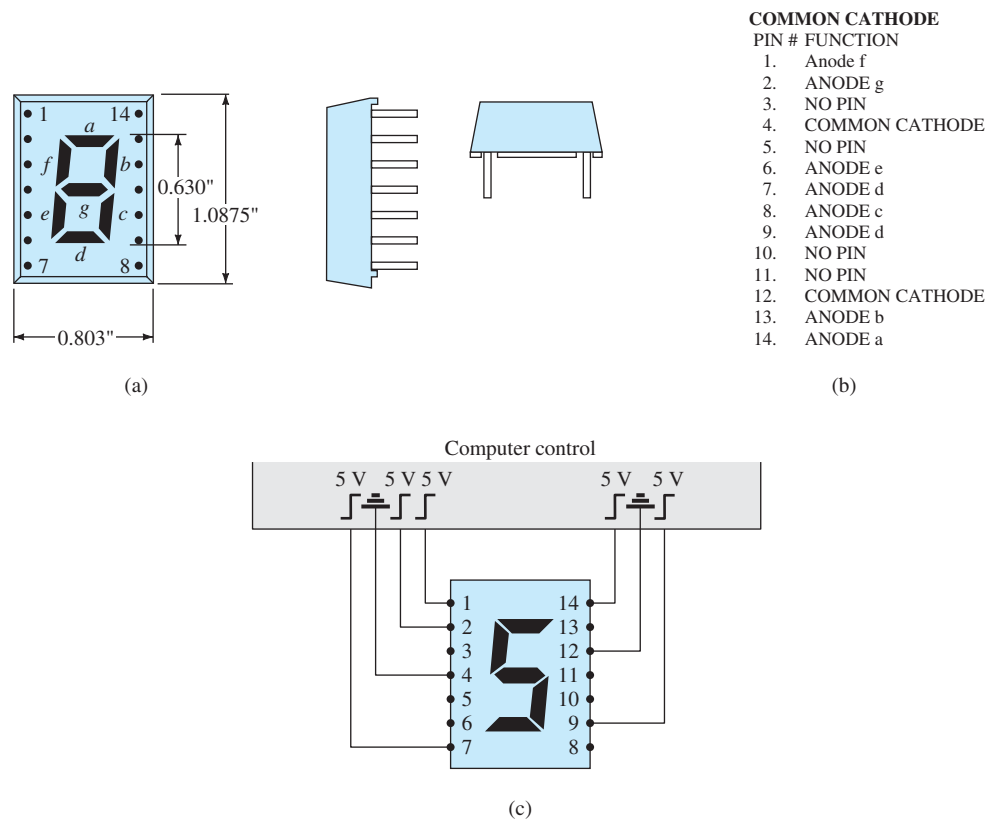 COMMON CATHODE
PIN # FUNCTION
1. Anode f
2. ANODE g
3. NO PIN
4. COMMON CATHODE
5. NO PIN
6. ANODE e
7. ANODE d
8. ANODE c
9. ANODE d
10. NO PIN
11. NO PIN
12. COMMON CATHODE
13. ANODE b
14. ANODE a
1 14
a
f b
0.630"
e g c 1.0875"
d
7 8
0.803"
(a)
(b)
Computer control
5 V 5 V 5 V 5 V 5 V
1 14
2 13
3 12
4 11
5 10
6 9
7 8
(c)